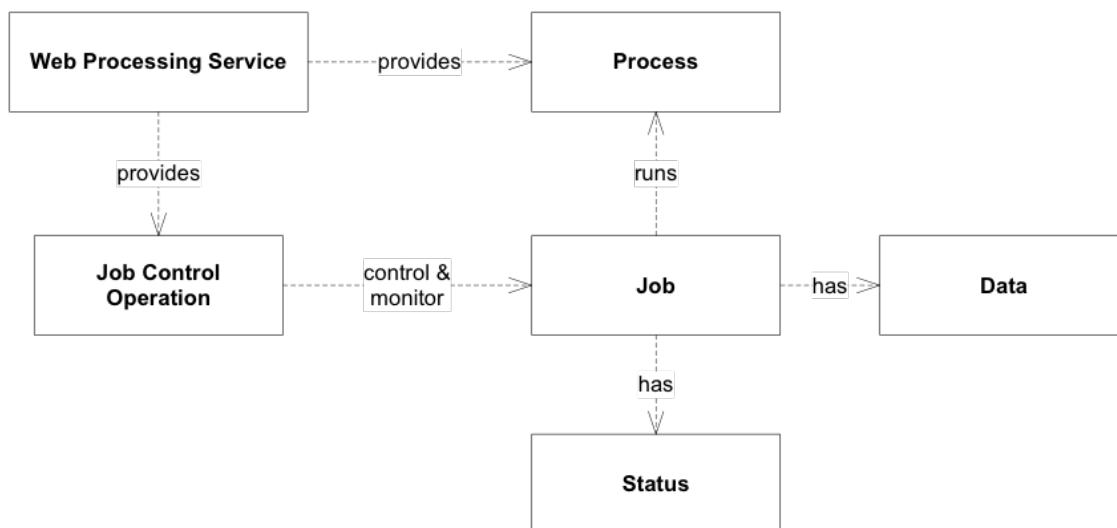 Web Processing Service
provides
Process
provides
runs
Job Control
Operation
control &
monitor
Job
has
Data
has
Status